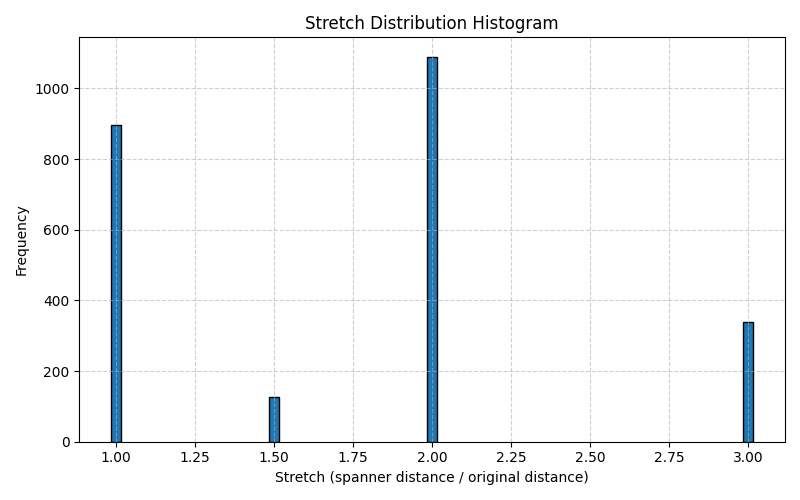 Stretch Distribution Histogram
1000
800
600
400
200
0
Frequency
1.00 1.25 1.50 1.75 2.00 2.25 2.50 2.75 3.00
Stretch (spanner distance / original distance)